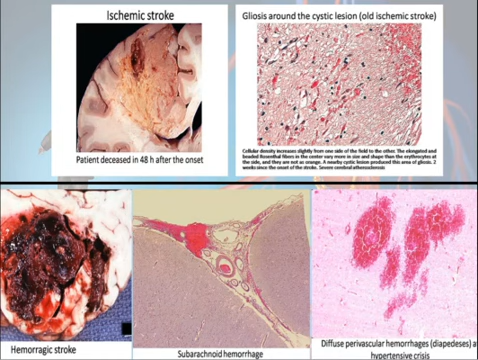 Ischemic stroke
Gliosis around the cystic lesion (old ischemic stroke)
Patient deceased in 48 h after the onset
Cellular density increases slightly from one side of the field to the other. The elongated and
beaded Rosenthal fibers in the center vary more in size and shape than the erythrocytes at
the side, and they are not as orange. A nearby cystic lesion produced this area of gliosis. 2
weeks since the onset of the stroke. Severe cerebral atherosclerosis
Hemorragic stroke
Subarachnoid hemorrhage
Diffuse perivascular hemorrhages (diapedeses) a
hypertensive crisis